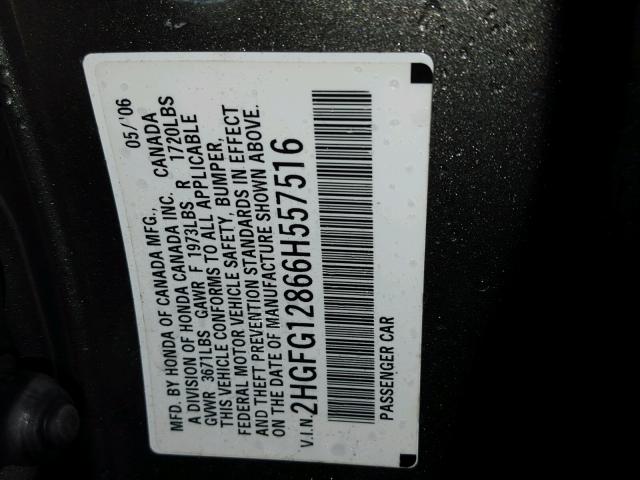 MFD. BY HONDA OF CANADA MFG., 05/'06
A DIVISION OF HONDA CANADA INC. CANADA
GVWR 3671LBS GAWR F 1973LBS R 1720LBS
THIS VEHICLE CONFORMS TO ALL APPLICABLE
FEDERAL MOTOR VEHICLE SAFETY, BUMPER,
AND THEFT PREVENTION STANDARDS IN EFFECT
ON THE DATE OF MANUFACTURE SHOWN ABOVE.
V.I.N. 2HGFG12866H557516
PASSENGER CAR